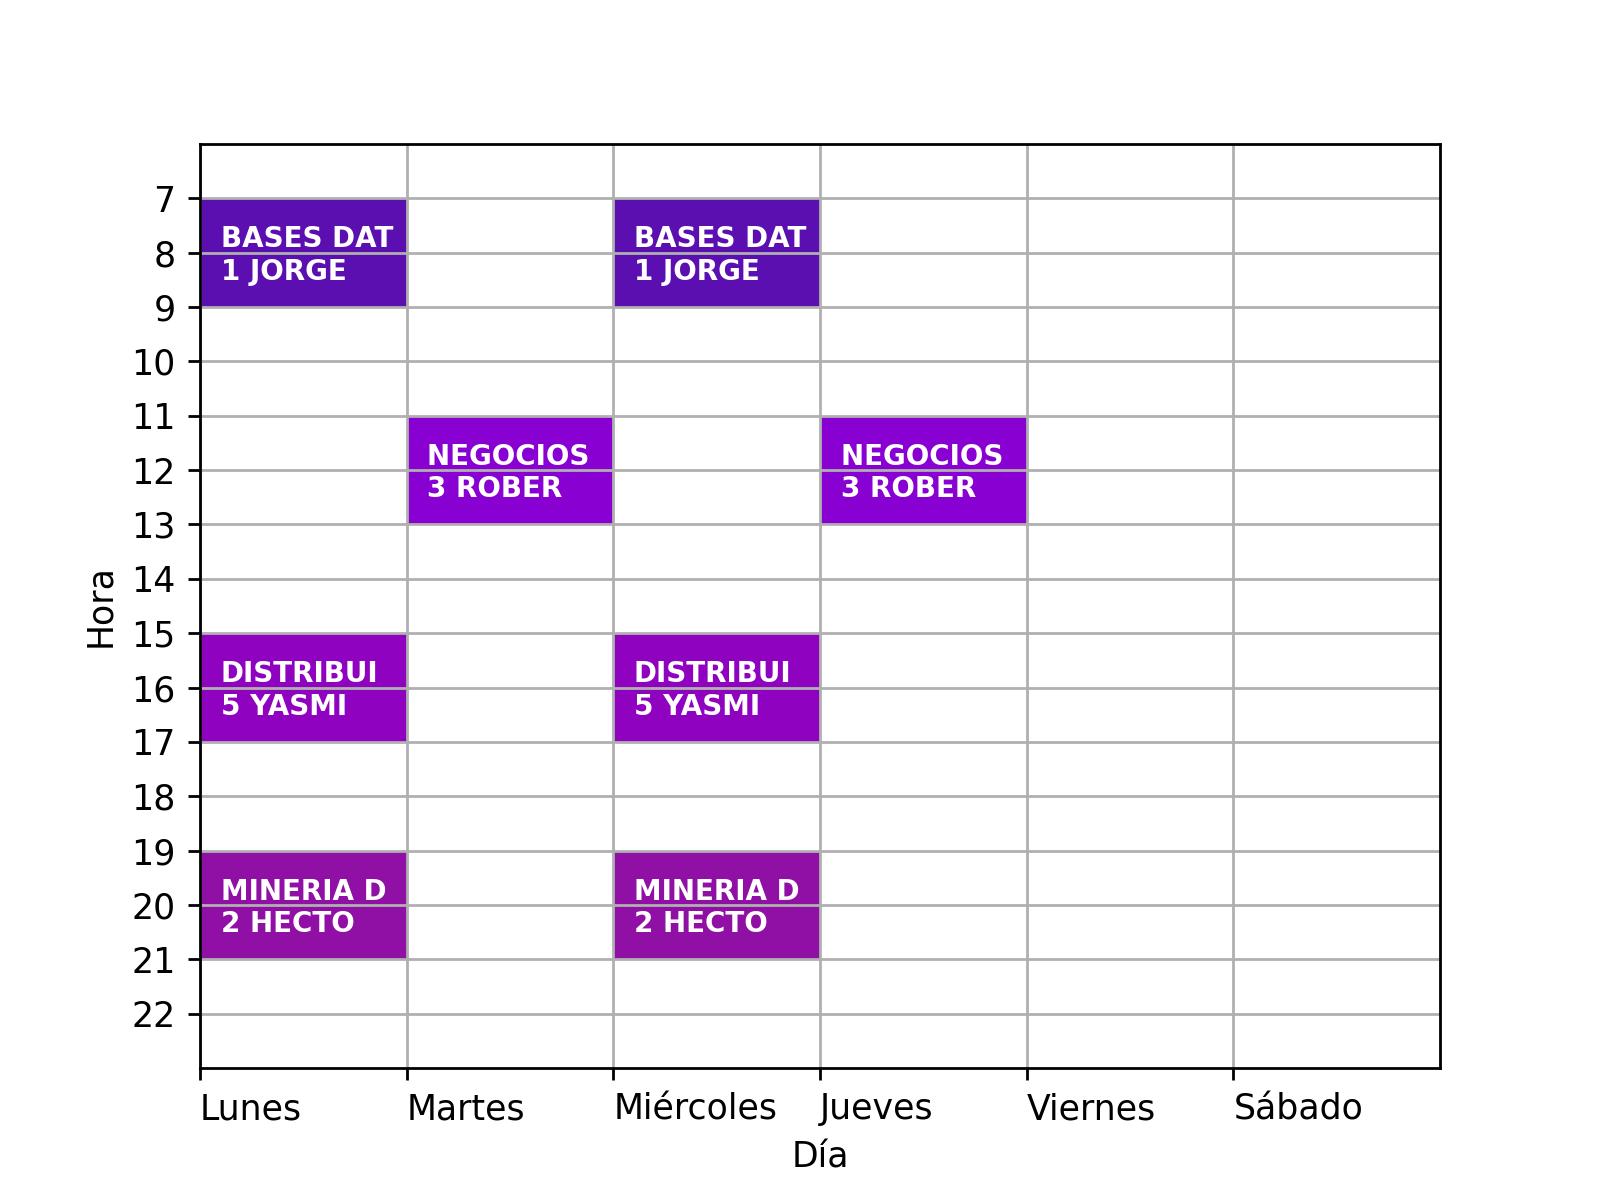 7
BASES DAT
1 JORGE
BASES DAT
1 JORGE
8
9
10
11
NEGOCIOS
3 ROBER
NEGOCIOS
3 ROBER
12
13
14
Hora
15
DISTRIBUI
5 YASMI
DISTRIBUI
5 YASMI
16
17
18
19
MINERIA D
2 HECTO
MINERIA D
2 HECTO
20
21
22
Lunes
Martes
Miércoles
Jueves
Viernes
Sábado
Día